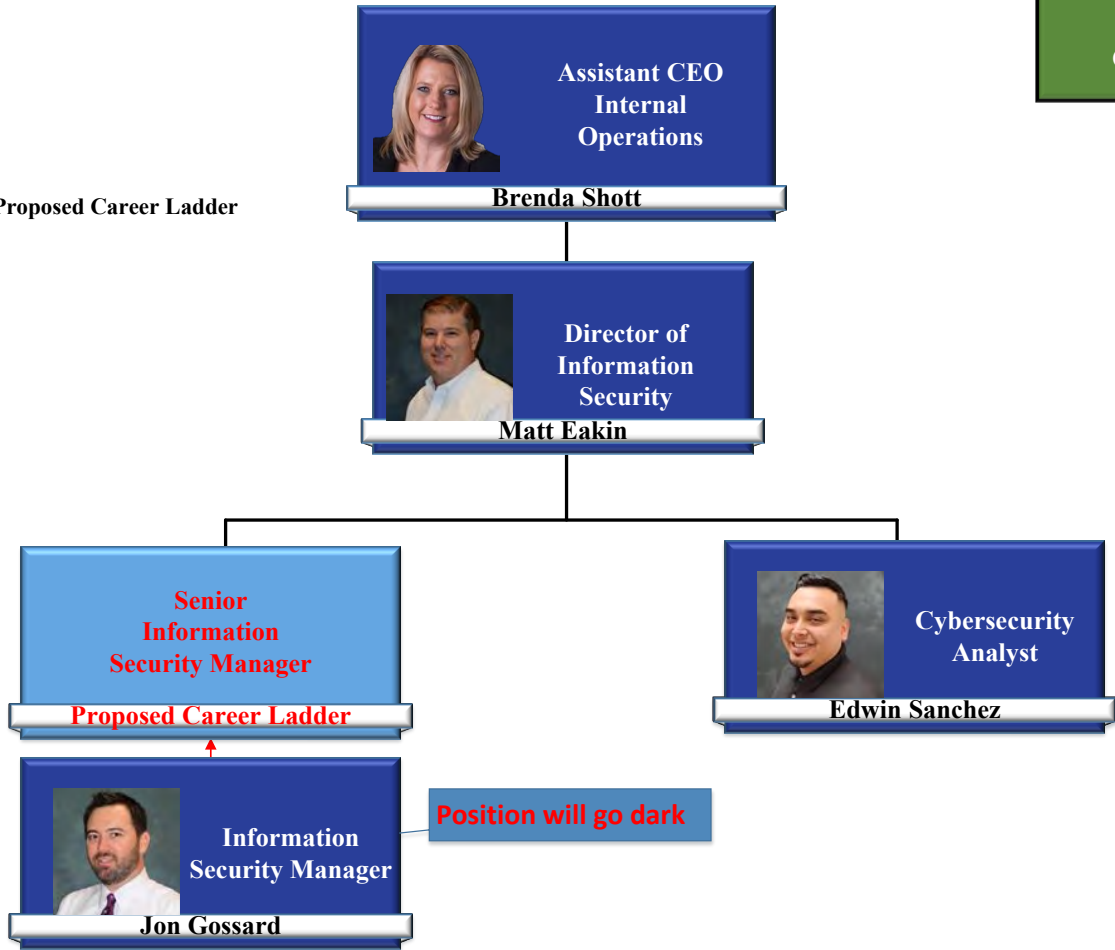 Assistant CEO
Internal
Operations
Brenda Shott
Proposed Career Ladder
Director of
Information
Security
Matt Eakin
Senior
Information
Security Manager
Proposed Career Ladder
Cybersecurity
Analyst
Edwin Sanchez
Information
Security Manager
Jon Gossard
Position will go dark